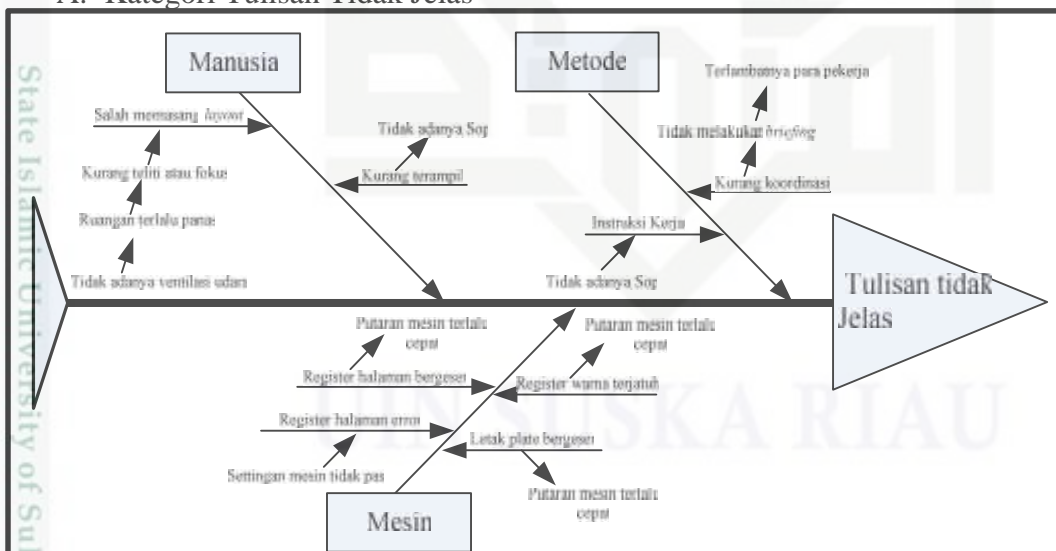 A. Kategori Tulisan Tidak Jelas
Manusia
Metode
Terlambatnya para pekerja
Salah memasang layout
Tidak adanya Sop
Tidak melakukan briefing
Kurang teliti atau fokus
Kurang terampil
Kurang koordinasi
Ruangan terlalu panas
Instruksi Kerja
Tidak adanya ventilasi udara
Tidak adanya Sop
Tulisan tidak
Jelas
Putaran mesin terlalu
cepat
Putaran mesin terlalu
cepat
Register halaman bergeser
Register warna terjatuh
Register halaman error
Letak plate bergeser
Settingan mesin tidak pas
Putaran mesin terlalu
cepat
Mesin
UIN SUSKA RIAU
State Islamic University of Sul